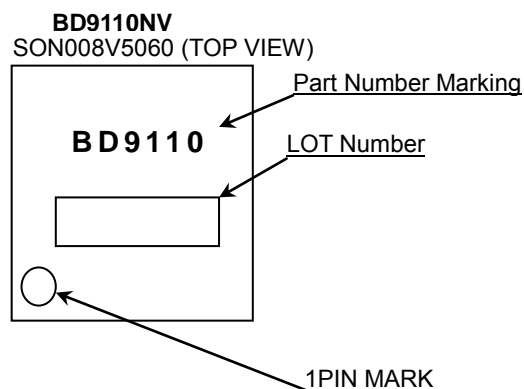 BD9110NV
SON008V5060 (TOP VIEW)
Part Number Marking
BD9110
LOT Number
1PIN MARK